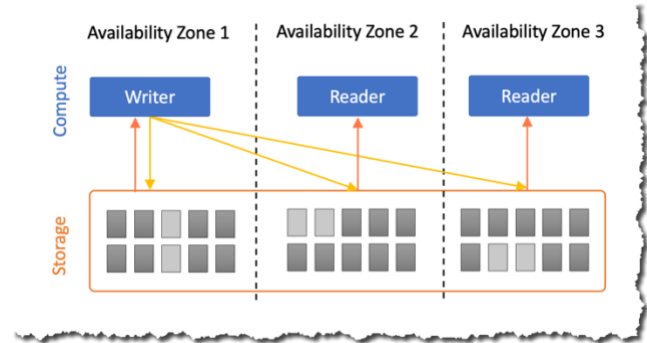 Availability Zone 1
Availability Zone 2
Availability Zone 3
Compute
Writer
Reader
Reader
Storage